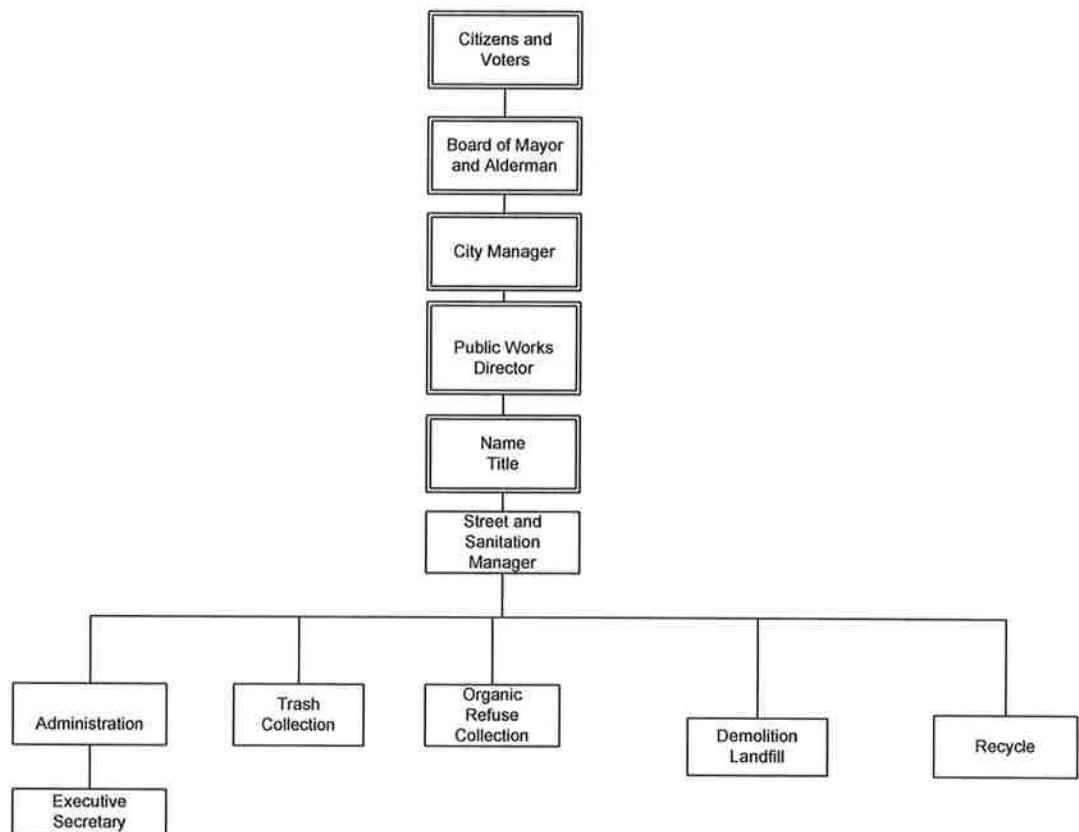 Citizens and
Voters
Board of Mayor
and Alderman
City Manager
Public Works
Director
Name
Title
Street and
Sanitation
Manager
Administration
Trash
Collection
Organic
Refuse
Collection
Demolition
Landfill
Recycle
Executive
Secretary